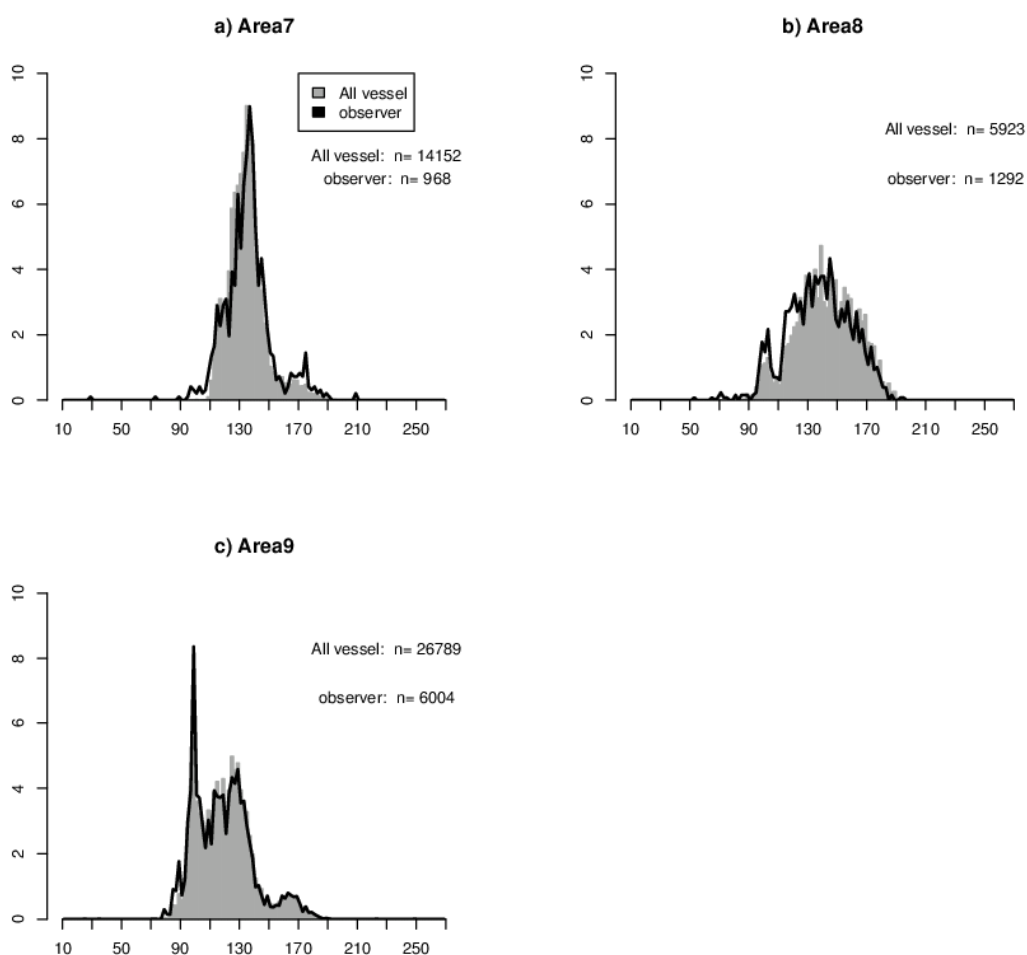 a) Area7
10
8
6
4
2
0
All vessel
observer
All vessel: n= 14152
observer: n= 968
10 50 90 130 170 210 250
b) Area8
10
8
6
4
2
0
All vessel: n= 5923
observer: n= 1292
10 50 90 130 170 210 250
c) Area9
10
8
6
4
2
0
All vessel: n= 26789
observer: n= 6004
10 50 90 130 170 210 250